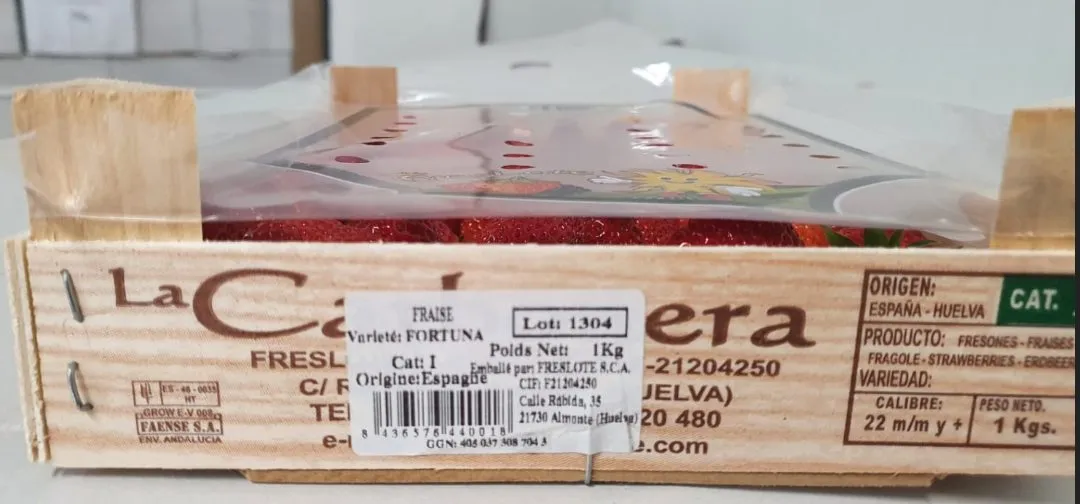 La Ca era
FRESL -21204250
C/ R UELVA)
TE 20 480
e- e.com
ES-46-0035
HT
GROW E-V 008
FAENSE S.A.
ENV. ANDALUCIA
FRAISE
Varieté: FORTUNA
Lot: 1304
Cat: I
Poids Net: 1Kg
Origine:Espagne
Emballé par: FRESLOTE S.C.A.
CIF: F21204250
Calle Rábida, 35
21730 Almonte (Huelva)
8 436576 440018
GGN: 405 037 308 704 3
ORIGEN:
ESPAÑA - HUELVA
CAT.
PRODUCTO: FRESONES - FRAISES
FRAGOLE - STRAWBERRIES - ERDBEER
VARIEDAD:
CALIBRE:
22 m/m y +
PESO NETO.
1 Kgs.